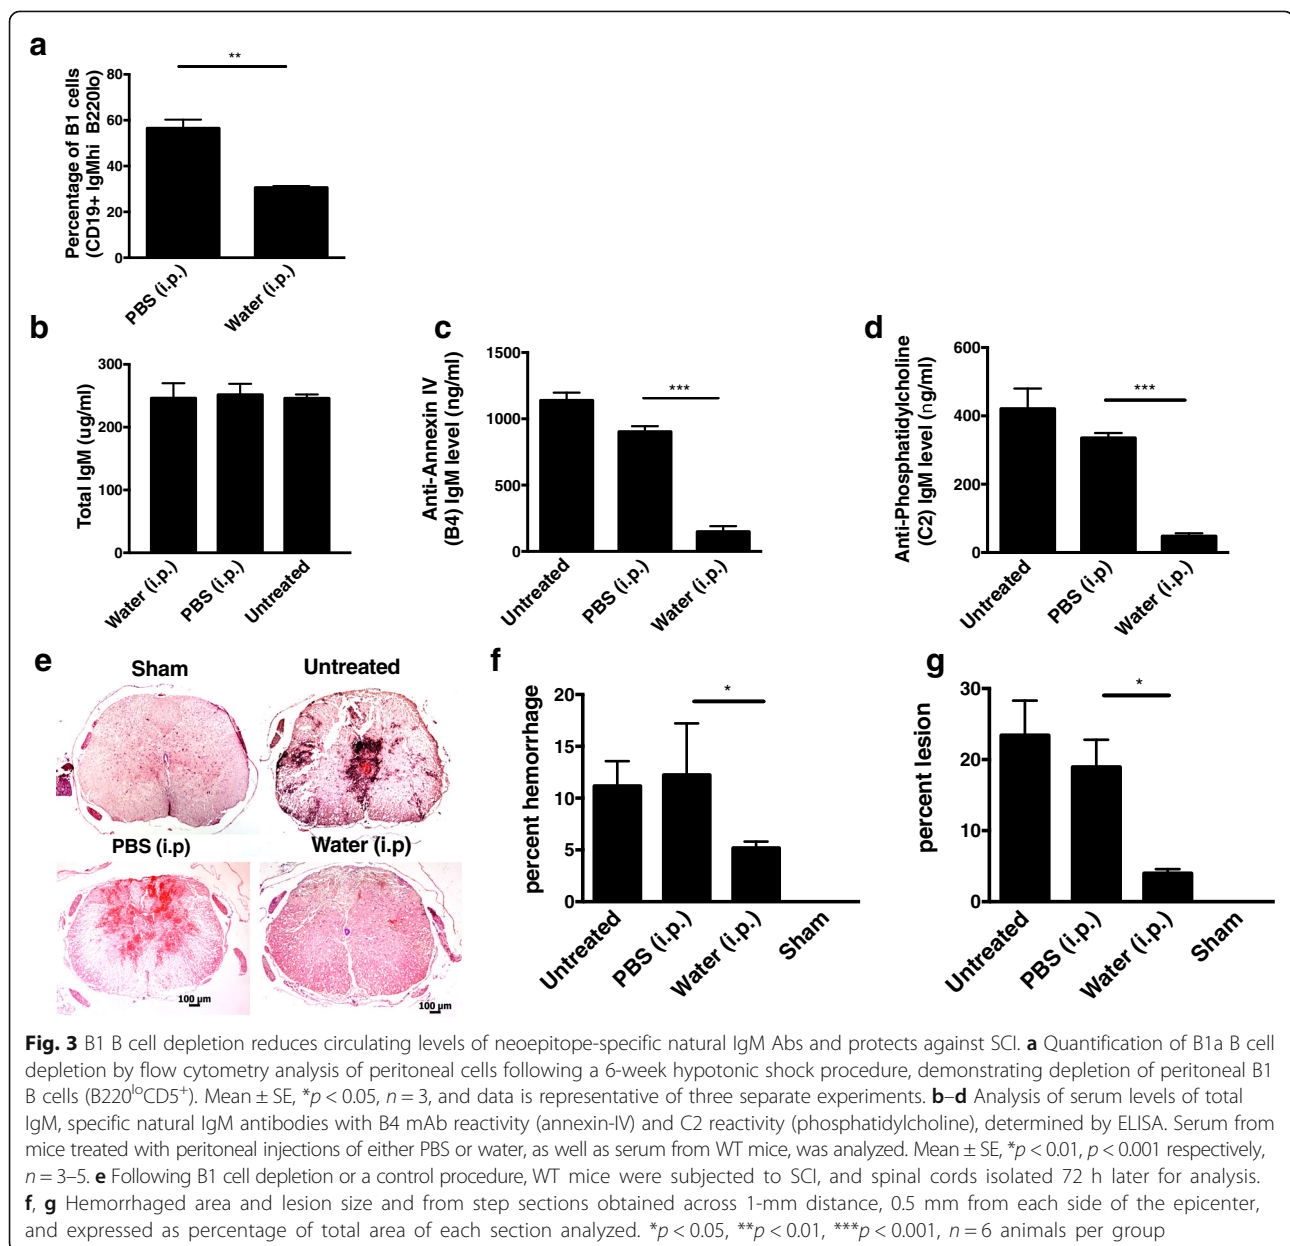 a
**
80
60
40
20
0
Percentage of B1 cells
(CD19+ IgMhi B220lo)
PBS (i.p.)
Water (i.p.)
b
300
200
100
0
Total IgM (ug/ml)
Water (i.p.)
PBS (i.p.)
Untreated
c
1500
1000
500
0
Anti-Annexin IV
(B4) IgM level (ng/ml)
***
Untreated
PBS (i.p.)
Water (i.p.)
d
600
400
200
0
Anti-Phosphatidylcholine
(C2) IgM level (ng/ml)
***
Untreated
PBS (i.p)
Water (i.p.)
e
Sham
Untreated
PBS (i.p)
Water (i.p)
100 µm
100 µm
f
20
15
10
5
0
percent hemorrhage
*
Untreated
PBS (i.p.)
Water (i.p.)
Sham
g
30
20
10
0
percent lesion
*
Untreated
PBS (i.p.)
Water (i.p.)
Sham
Fig. 3 B1 B cell depletion reduces circulating levels of neoepitope-specific natural IgM Abs and protects against SCI. a Quantification of B1a B cell
depletion by flow cytometry analysis of peritoneal cells following a 6-week hypotonic shock procedure, demonstrating depletion of peritoneal B1
B cells (B220loCD5+). Mean ± SE, *p < 0.05, n = 3, and data is representative of three separate experiments. b–d Analysis of serum levels of total
IgM, specific natural IgM antibodies with B4 mAb reactivity (annexin-IV) and C2 reactivity (phosphatidylcholine), determined by ELISA. Serum from
mice treated with peritoneal injections of either PBS or water, as well as serum from WT mice, was analyzed. Mean ± SE, *p < 0.01, p < 0.001 respectively,
n = 3–5. e Following B1 cell depletion or a control procedure, WT mice were subjected to SCI, and spinal cords isolated 72 h later for analysis.
f, g Hemorrhaged area and lesion size and from step sections obtained across 1-mm distance, 0.5 mm from each side of the epicenter,
and expressed as percentage of total area of each section analyzed. *p < 0.05, **p < 0.01, ***p < 0.001, n = 6 animals per group